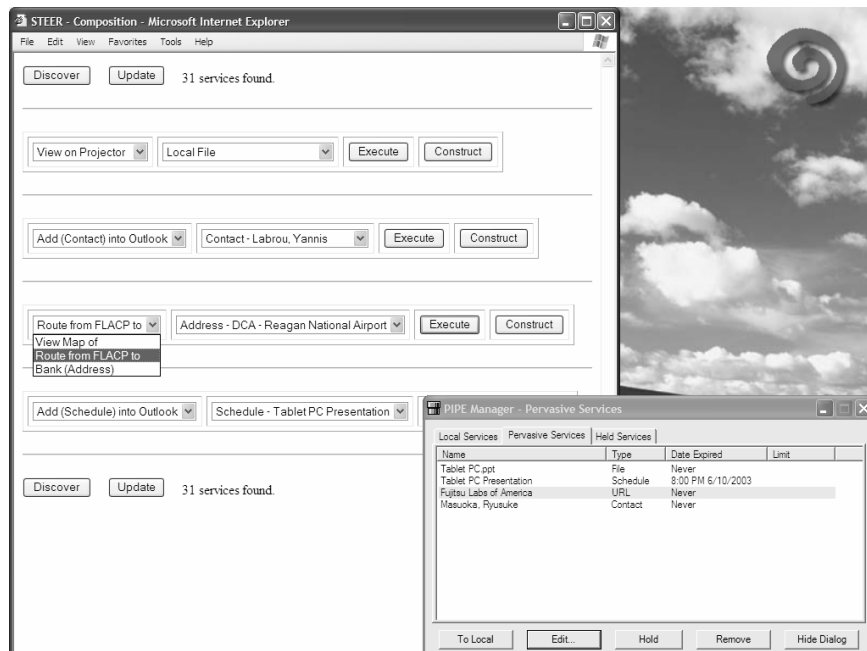 STEER - Composition - Microsoft Internet Explorer
File Edit View Favorites Tools Help
Discover Update 31 services found.
View on Projector Local File Execute Construct
Add (Contact) into Outlook Contact - Labrou, Yannis Execute Construct
Route from FLACP to Address - DCA - Reagan National Airport Execute Construct
View Map of
Route from FLACP to
Bank (Address)
Add (Schedule) into Outlook Schedule - Tablet PC Presentation
Discover Update 31 services found.
PIPE Manager - Pervasive Services
Local Services Pervasive Services Held Services
Name Type Date Expired Limit
Tablet PC.ppt File Never
Tablet PC Presentation Schedule 8:00 PM 6/10/2003
Fujitsu Labs of America URL Never
Masuoka, Ryusuke Contact Never
To Local Edit... Hold Remove Hide Dialog